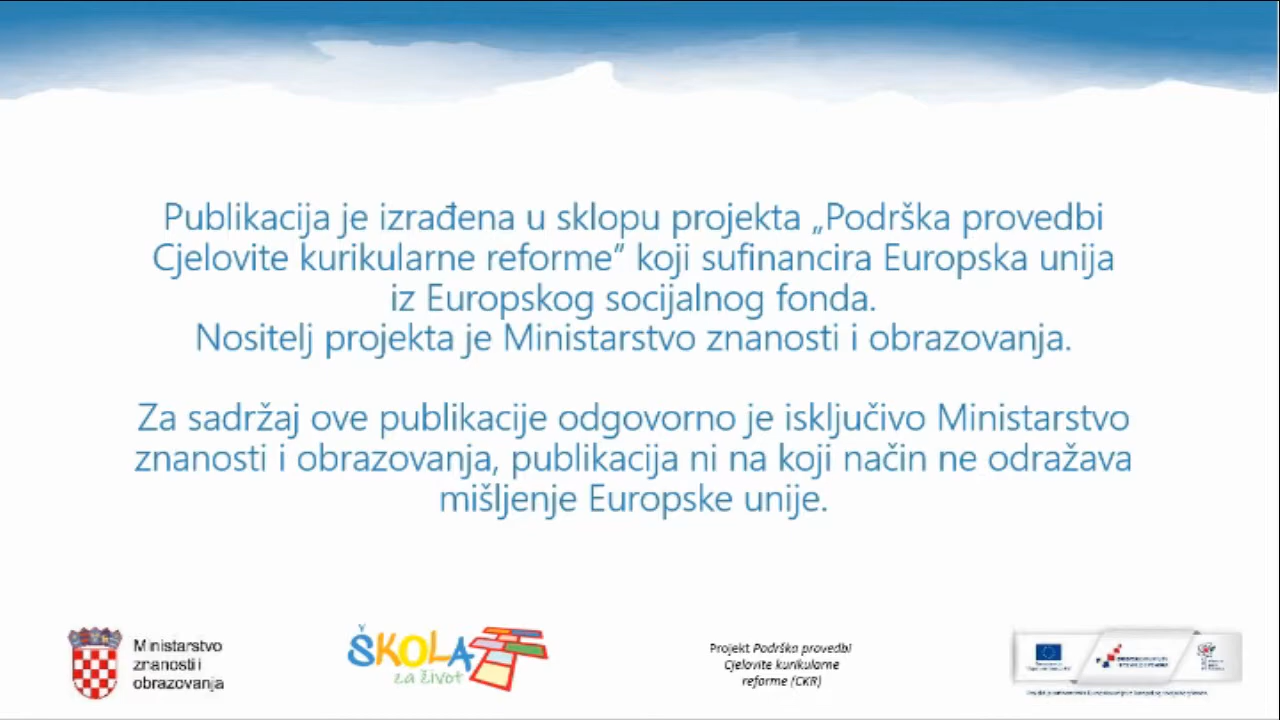 Publikacija je izrađena u sklopu projekta „Podrška provedbi
Cjelovite kurikularne reforme” koji sufinancira Europska unija
iz Europskog socijalnog fonda.
Nositelj projekta je Ministarstvo znanosti i obrazovanja.
Za sadržaj ove publikacije odgovorno je isključivo Ministarstvo
znanosti i obrazovanja, publikacija ni na koji način ne odražava
mišljenje Europske unije.
Ministarstvo
znanosti i
obrazovanja
ŠKOLA
za život
Projekt Podrška provedbi
Cjelovite kurikularne
reforme (CKR)